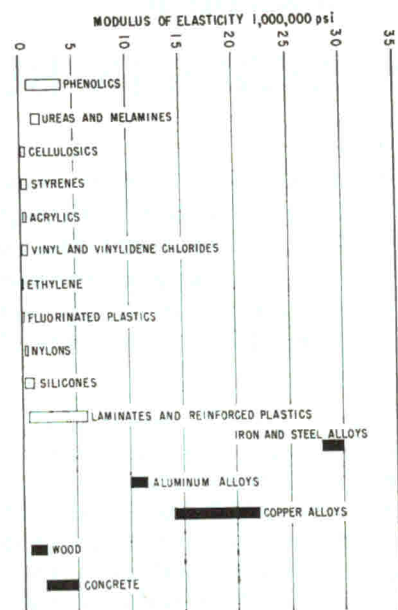 MODULUS OF ELASTICITY 1,000,000 psi
0 5 10 15 20 25 30 35
PHENOLICS
UREAS AND MELAMINES
CELLULOSICS
STYRENES
ACRYLICS
VINYL AND VINYLIDENE CHLORIDES
ETHYLENE
FLUORINATED PLASTICS
NYLONS
SILICONES
LAMINATES AND REINFORCED PLASTICS
IRON AND STEEL ALLOYS
ALUMINUM ALLOYS
COPPER ALLOYS
WOOD
CONCRETE